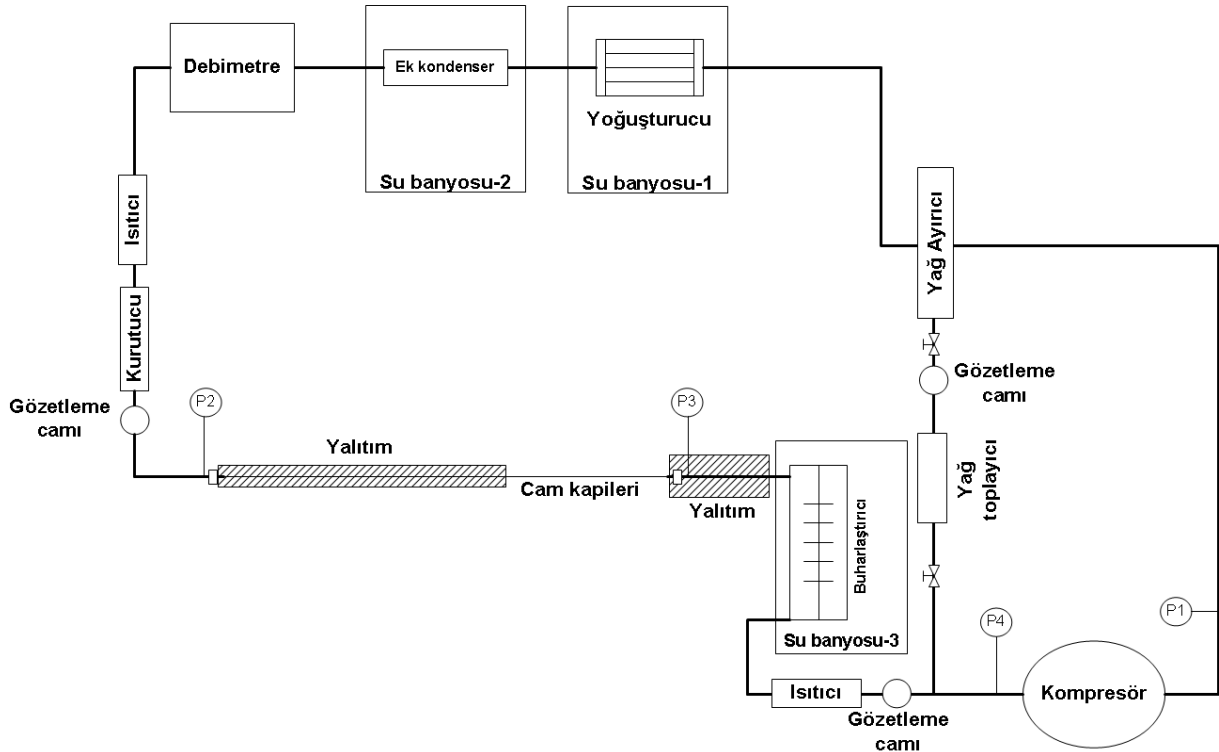 Debimetre
Ek kondenser
Yoğuşturucu
Su banyosu-2
Su banyosu-1
Isıtıcı
Yağ Ayırıcı
Kurutucu
Gözetleme
camı
P2
P3
Gözetleme
camı
Yalıtım
Cam kapileri
Yalıtım
Yağ
toplayıcı
Buharlaştırıcı
Su banyosu-3
P4
P1
Isıtıcı
Gözetleme
camı
Kompresör